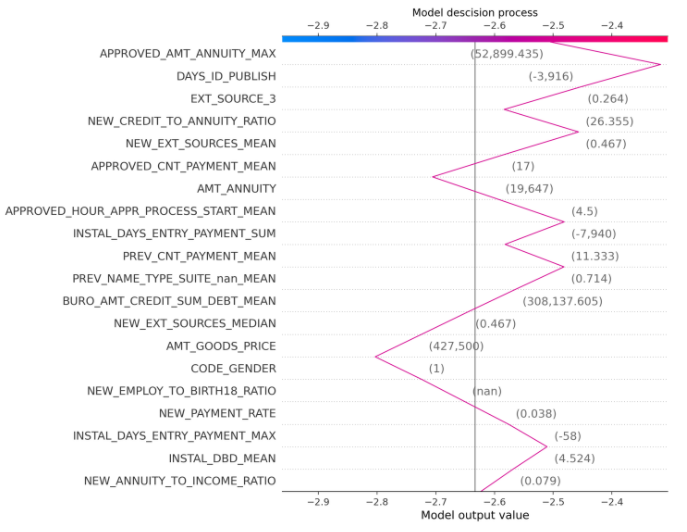 Model descision process
−2.9 −2.8 −2.7 −2.6 −2.5 −2.4
APPROVED_AMT_ANNUITY_MAX (52,899.435)
DAYS_ID_PUBLISH (-3,916)
EXT_SOURCE_3 (0.264)
NEW_CREDIT_TO_ANNUITY_RATIO (26.355)
NEW_EXT_SOURCES_MEAN (0.467)
APPROVED_CNT_PAYMENT_MEAN (17)
AMT_ANNUITY (19,647)
APPROVED_HOUR_APPR_PROCESS_START_MEAN (4.5)
INSTAL_DAYS_ENTRY_PAYMENT_SUM (-7,940)
PREV_CNT_PAYMENT_MEAN (11.333)
PREV_NAME_TYPE_SUITE_nan_MEAN (0.714)
BURO_AMT_CREDIT_SUM_DEBT_MEAN (308,137.605)
NEW_EXT_SOURCES_MEDIAN (0.467)
AMT_GOODS_PRICE (427,500)
CODE_GENDER (1)
NEW_EMPLOY_TO_BIRTH18_RATIO (nan)
NEW_PAYMENT_RATE (0.038)
INSTAL_DAYS_ENTRY_PAYMENT_MAX (-58)
INSTAL_DBD_MEAN (4.524)
NEW_ANNUITY_TO_INCOME_RATIO (0.079)
−2.9 −2.8 −2.7 −2.6 −2.5 −2.4
Model output value